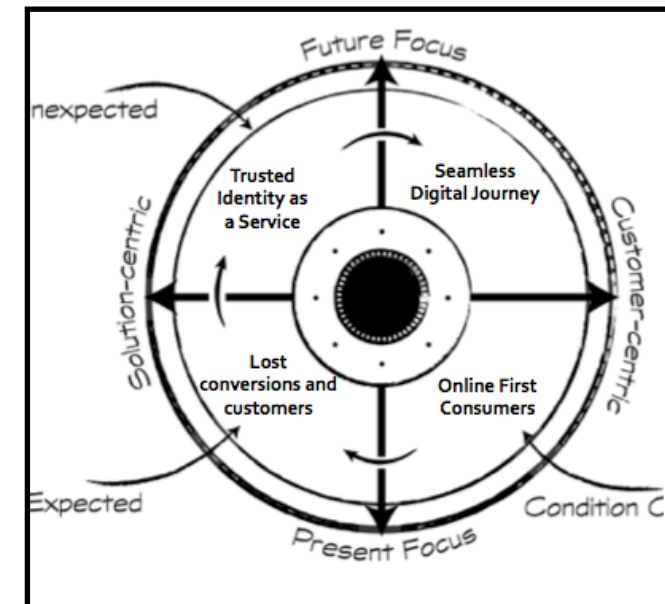 Future Focus
nexpected
Trusted
Identity as
a Service
Seamless
Digital Journey
Solution-centric
Customer-centric
Lost
conversions and
customers
Online First
Consumers
Expected
Condition C
Present Focus